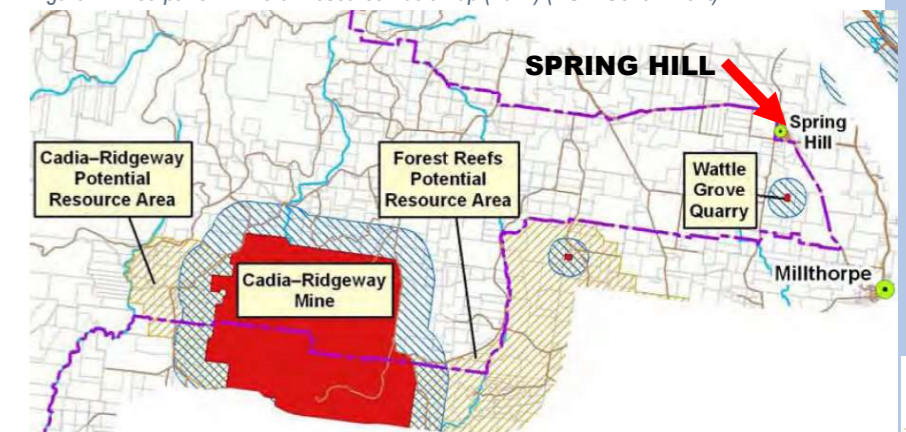 SPRING HILL
Spring
Hill
Cadia–Ridgeway
Potential
Resource Area
Forest Reefs
Potential
Resource Area
Wattle
Grove
Quarry
Cadia–Ridgeway
Mine
Millthorpe